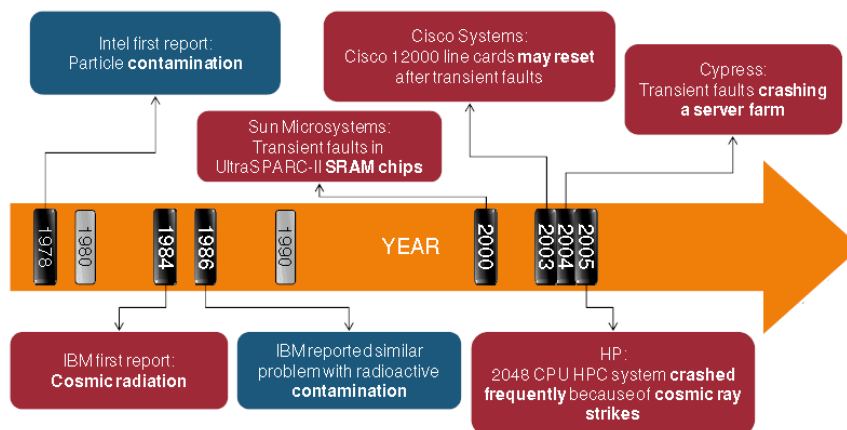 Intel first report:
Particle contamination
Cisco Systems:
Cisco 12000 line cards may reset
after transient faults
Cypress:
Transient faults crashing
a server farm
Sun Microsystems:
Transient faults in
UltraSPARC-II SRAM chips
1978
1980
1984
1986
1990
YEAR
2000
2003
2004
2005
IBM first report:
Cosmic radiation
IBM reported similar
problem with radioactive
contamination
HP:
2048 CPU HPC system crashed
frequently because of cosmic ray
strikes